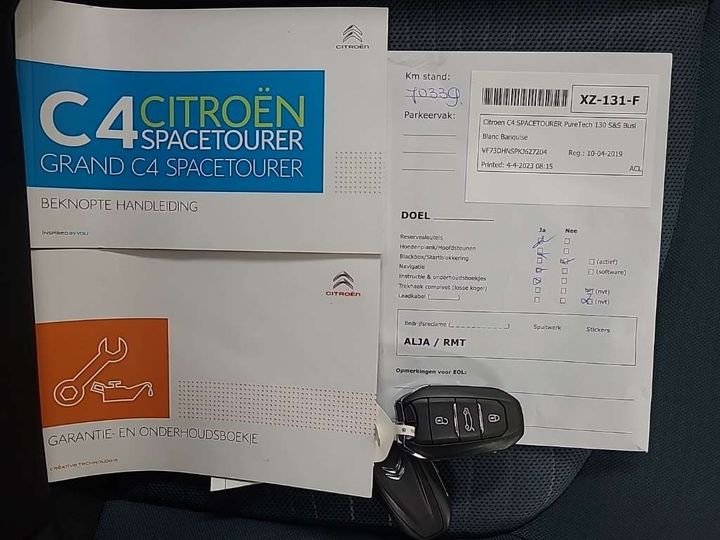 CITROËN
C4 CITROËN
SPACETOURER
GRAND C4 SPACETOURER
BEKNOPTE HANDLEIDING
INSPIRED BY YOU
CITROËN
GARANTIE- EN ONDERHOUDSBOEKJE
CREATIVE TECHNOLOGIE
Km stand:
70339
Parkeervak:
XZ-131-F
Citroen C4 SPACETOURER PureTech 130 S&S Busi
Blanc Banquise
VF73DHNSPKJ627204 Reg.: 10-04-2019
Printed: 4-4-2023 08:15 ACL
DOEL Ja Nee
Reservesleutels
Hoedenplank/Hoofdsteunen
Blackbox/Startblokkering (actief)
Navigatie (software)
Instructie & onderhoudsboekjes
Trekhaak compleet (losse kogel) (nvt)
Laadkabel (nvt)
Bedrijfsreclame Spuitwerk Stickers
ALJA / RMT
Opmerkingen voor EOL: